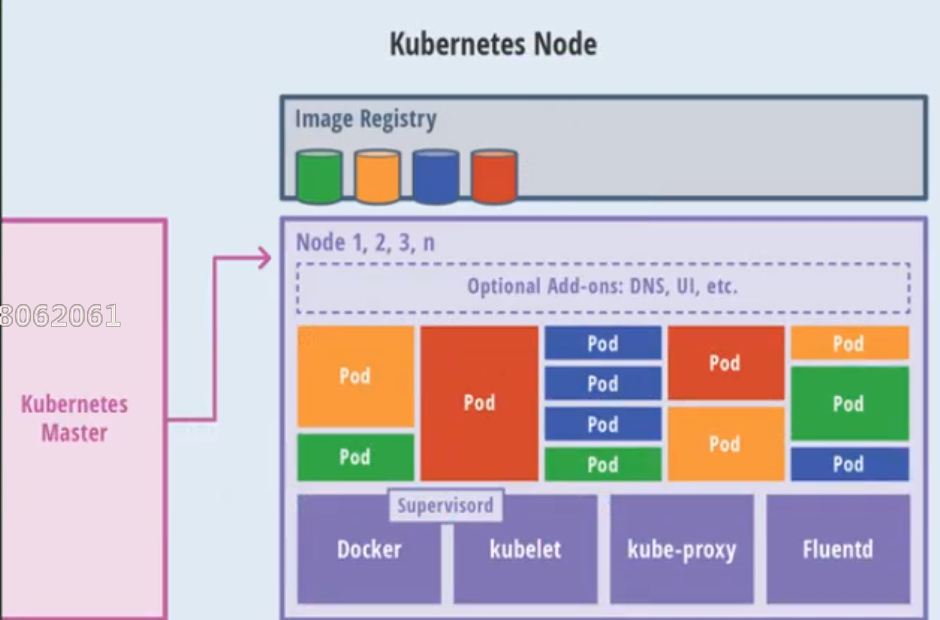 Kubernetes Node
Image Registry
Node 1, 2, 3, n
Optional Add-ons: DNS, UI, etc.
8062061
Kubernetes
Master
Pod
Pod
Pod
Pod
Pod
Pod
Pod
Pod
Pod
Pod
Pod
Pod
Pod
Supervisord
Docker
kubelet
kube-proxy
Fluentd